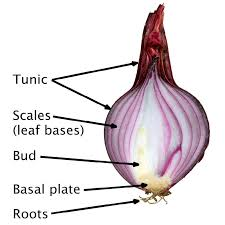 Tunic
Scales
(leaf bases)
Bud
Basal plate
Roots